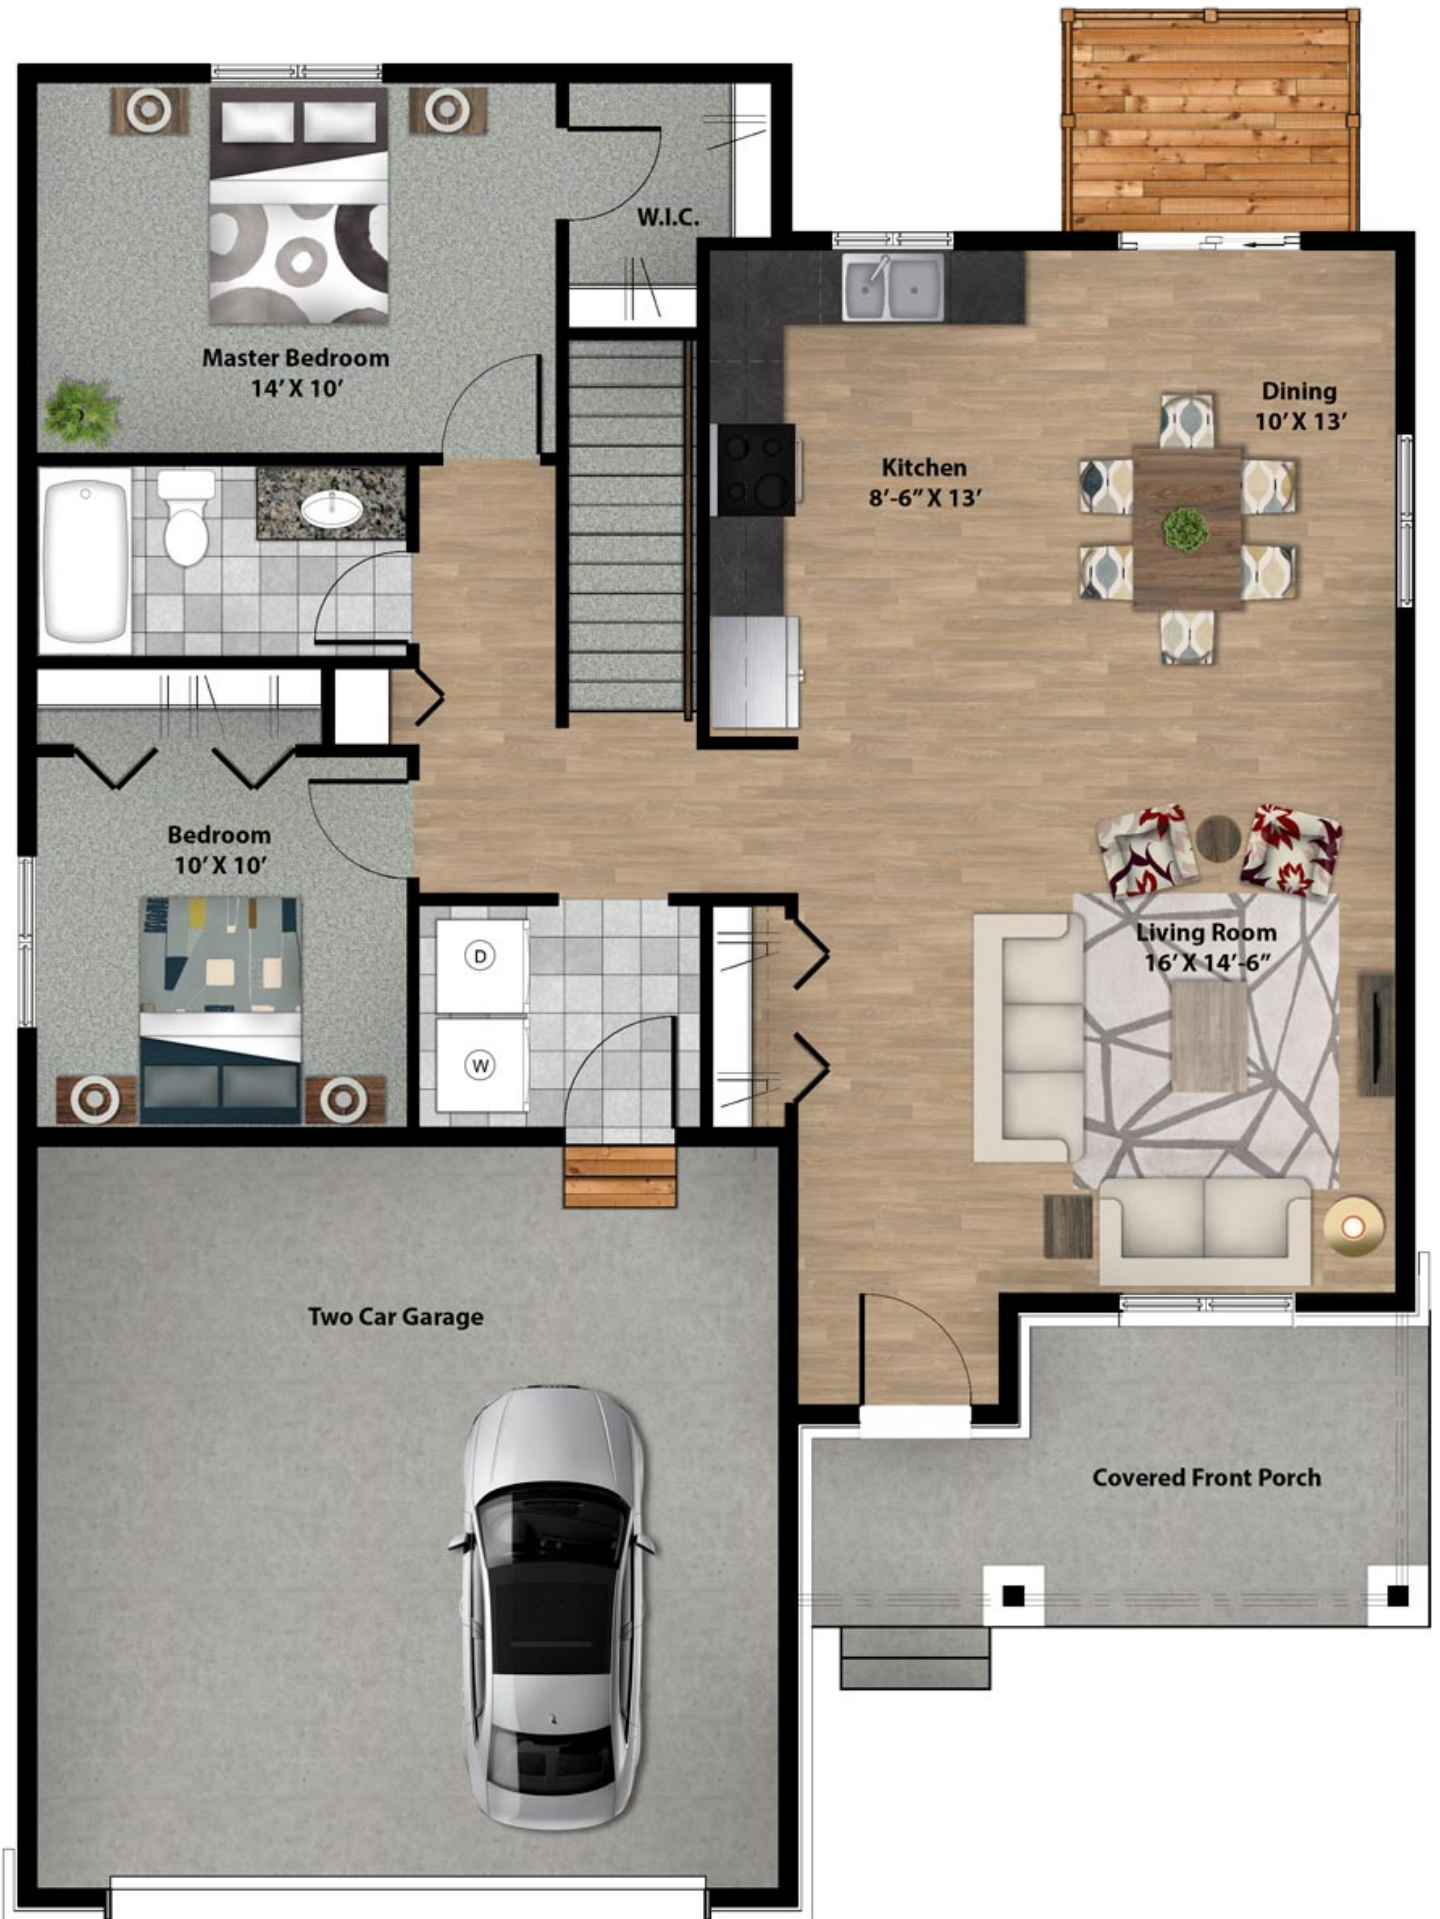 W.I.C.
Master Bedroom
14’ X 10’
Dining
10’ X 13’
Kitchen
8’-6” X 13’
Bedroom
10’ X 10’
Living Room
16’ X 14’-6”
D
W
Two Car Garage
Covered Front Porch